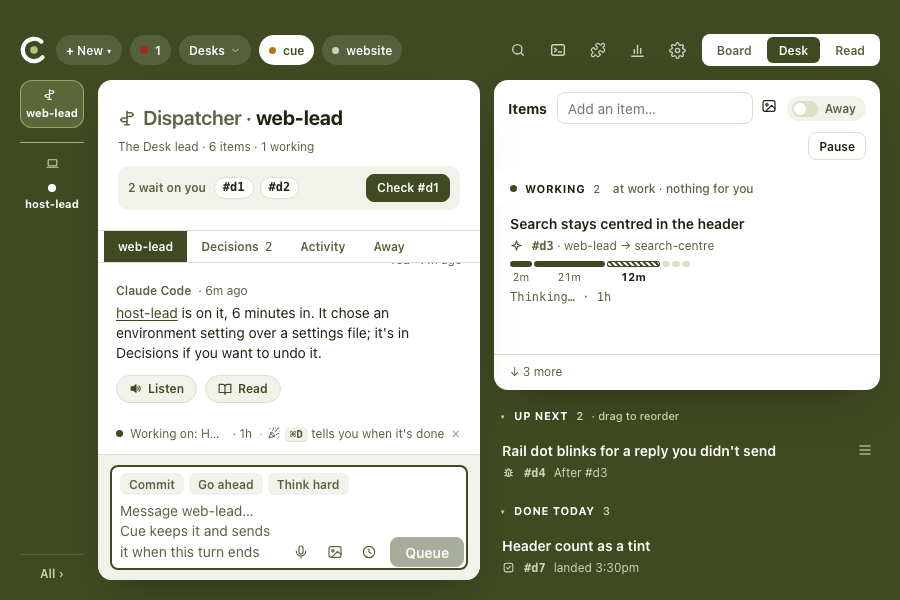 + New ▾
1
Desks
cue
website
Board
Desk
Read
web-lead
host-lead
All ›
Dispatcher · web-lead
The Desk lead · 6 items · 1 working
2 wait on you #d1 #d2
Check #d1
web-lead
Decisions 2
Activity
Away
Claude Code · 6m ago
host-lead is on it, 6 minutes in. It chose an
environment setting over a settings file; it's in
Decisions if you want to undo it.
Listen
Read
Working on: H... · 1h · ⌘D tells you when it's done ×
Commit
Go ahead
Think hard
Message web-lead...
Cue keeps it and sends
it when this turn ends
Queue
Items
Add an item...
Away
Pause
WORKING 2 at work · nothing for you
Search stays centred in the header
#d3 · web-lead → search-centre
2m 21m 12m
Thinking… · 1h
↓ 3 more
UP NEXT 2 · drag to reorder
Rail dot blinks for a reply you didn't send
#d4 After #d3
DONE TODAY 3
Header count as a tint
#d7 landed 3:30pm